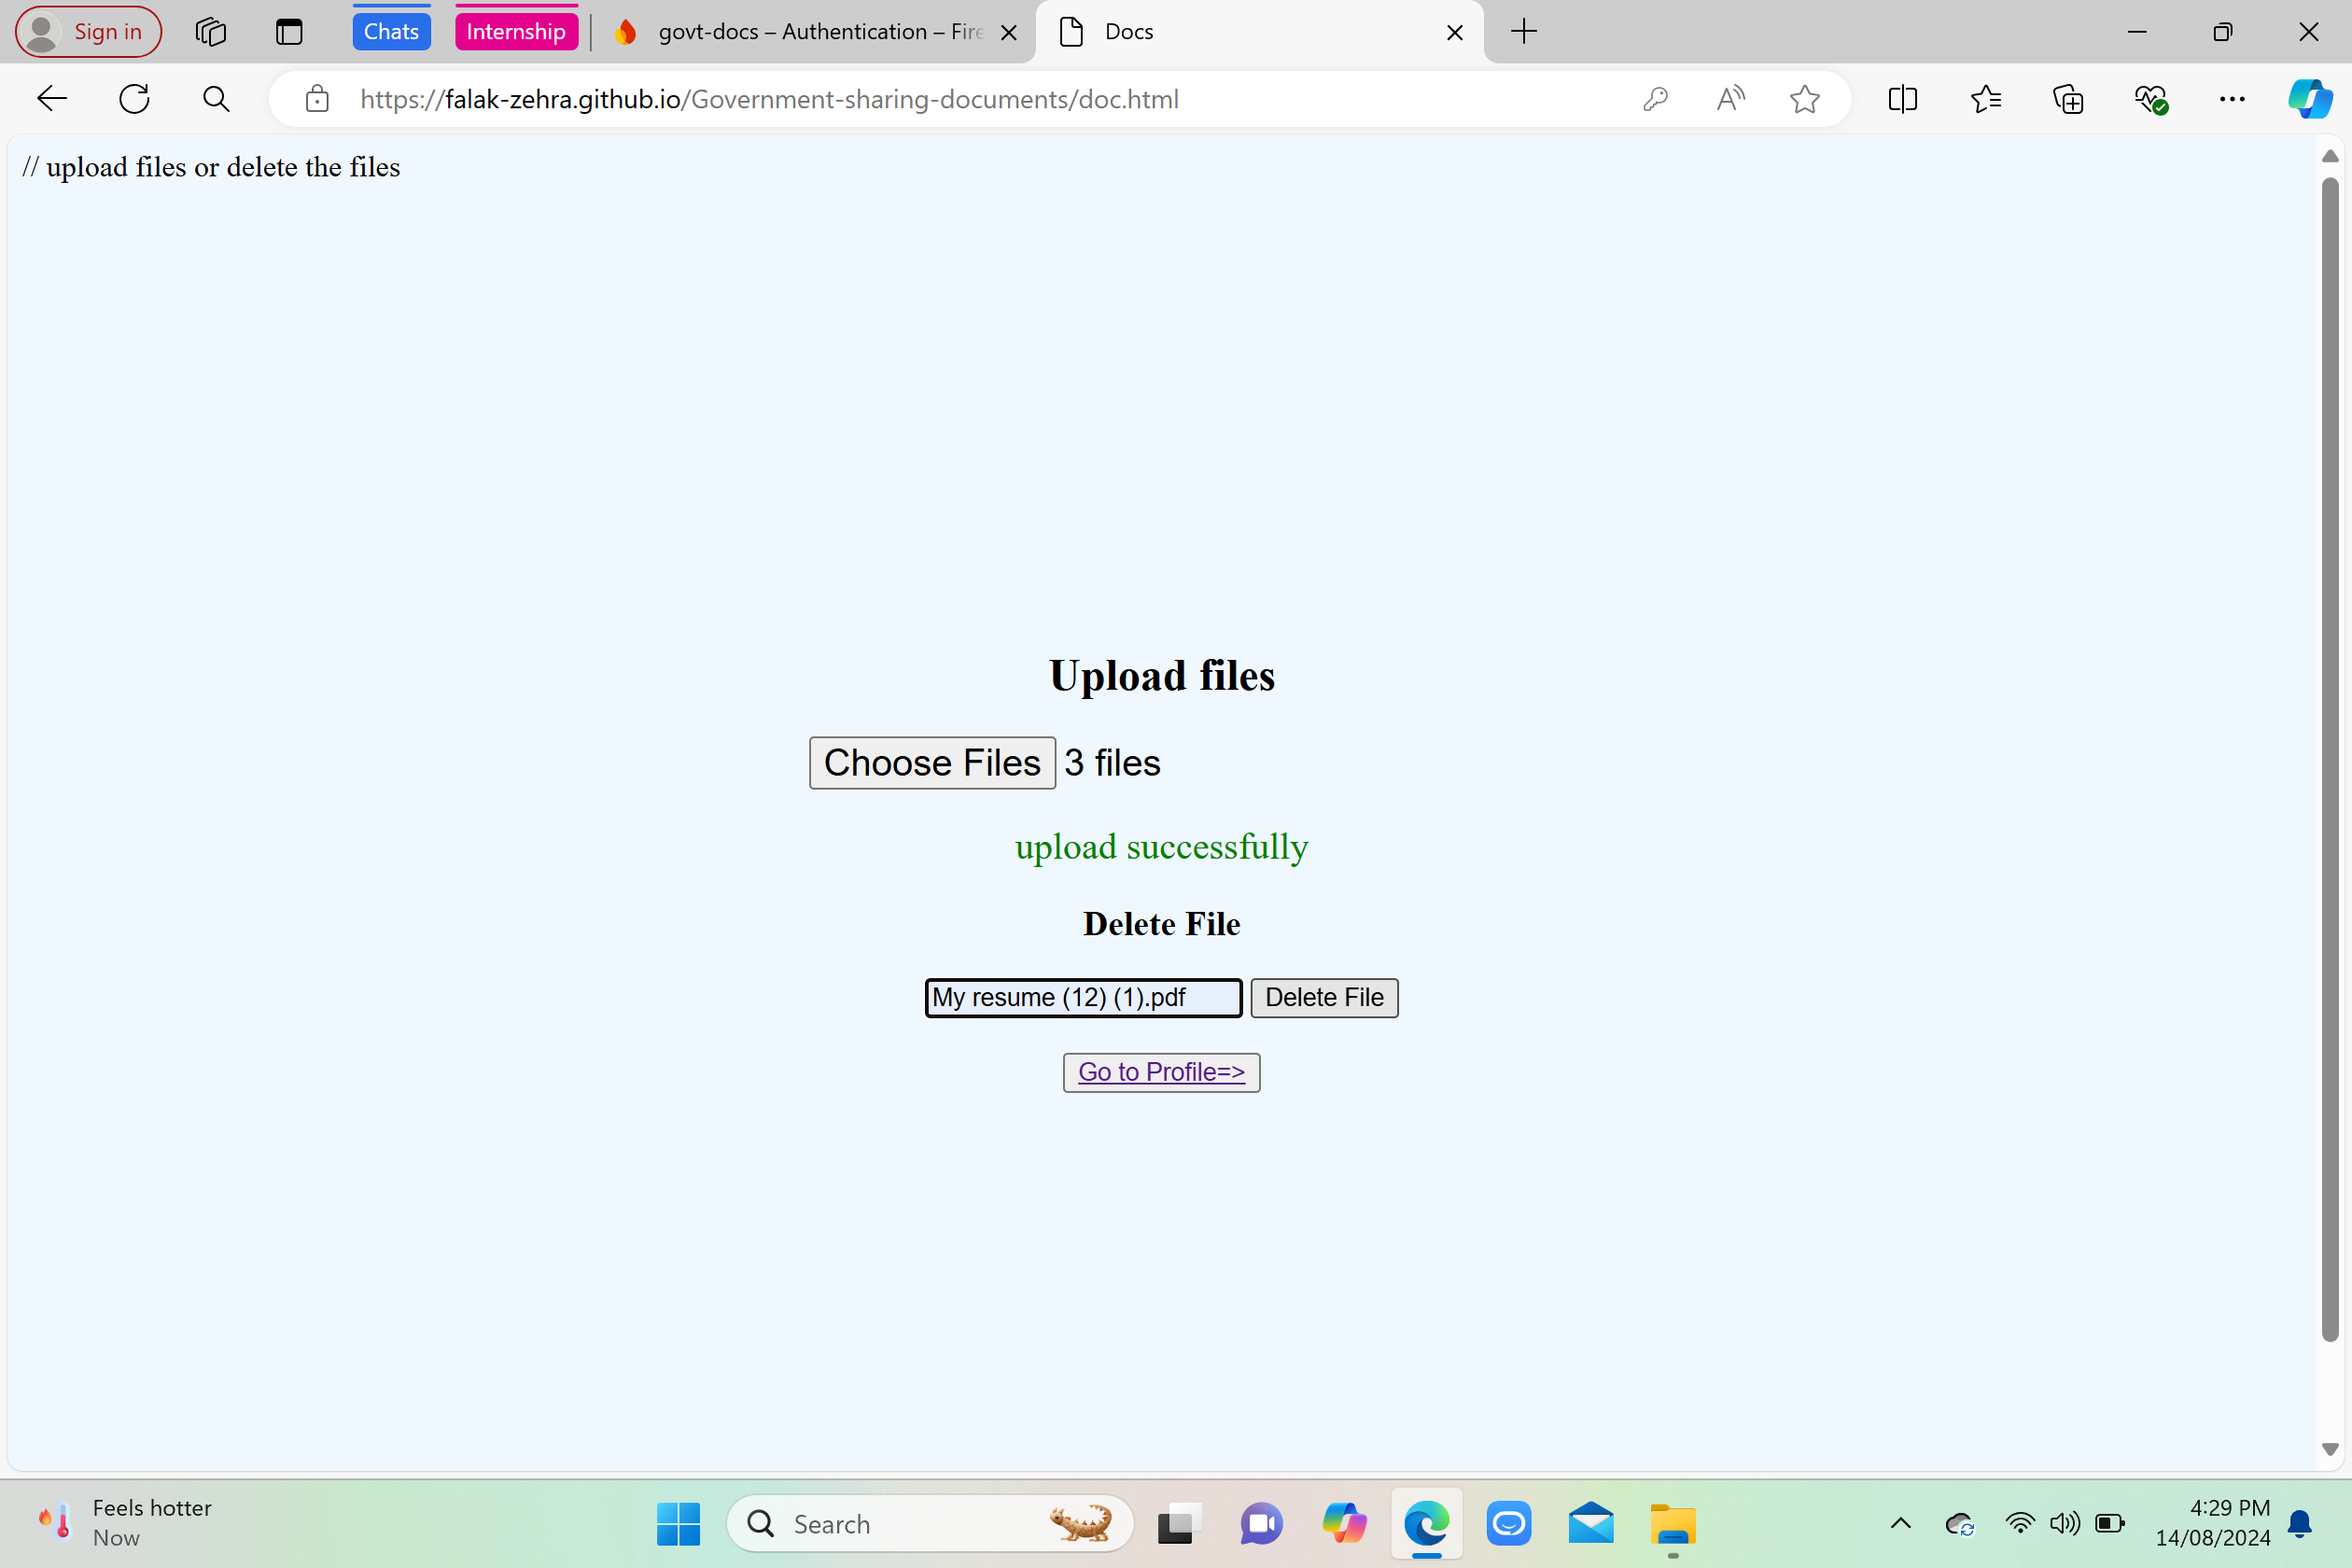 Sign in
Chats
Internship
govt-docs – Authentication – Fire
Docs
https://falak-zehra.github.io/Government-sharing-documents/doc.html
// upload files or delete the files
Upload files
Choose Files 3 files
upload successfully
Delete File
My resume (12) (1).pdf Delete File
Go to Profile=>
Feels hotter
Now
Search
4:29 PM
14/08/2024